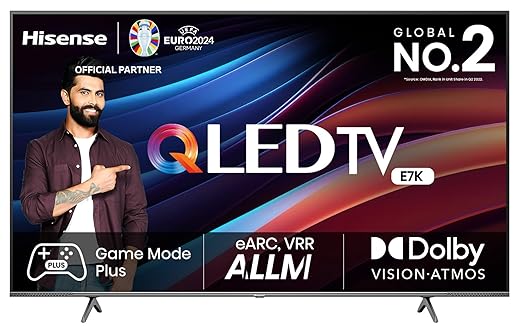 Hisense
UEFA
EURO2024
GERMANY
OFFICIAL PARTNER
GLOBAL
NO.2
QLEDTV
E7K
PLUS
Game Mode
Plus
eARC, VRR
ALLM
Dolby
VISION·ATMOS